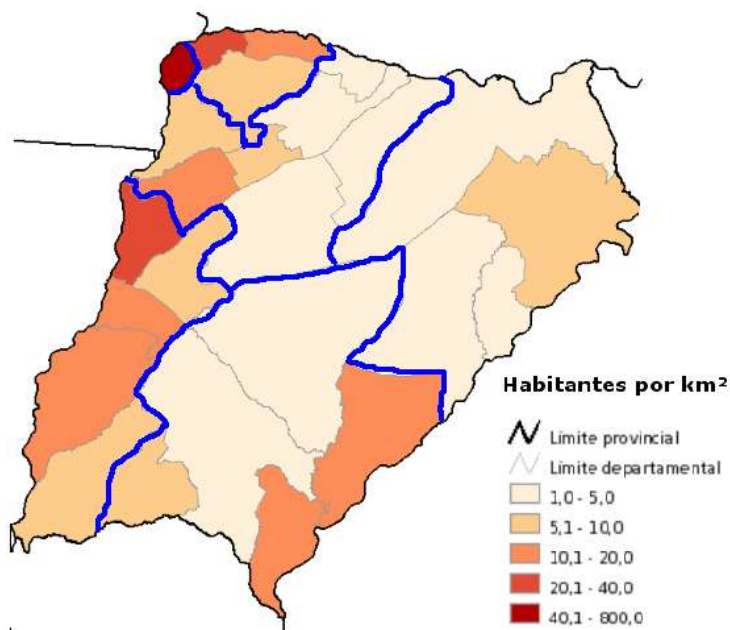 Habitantes por km²
Límite provincial
Límite departamental
1,0 - 5,0
5,1 - 10,0
10,1 - 20,0
20,1 - 40,0
40,1 - 800,0